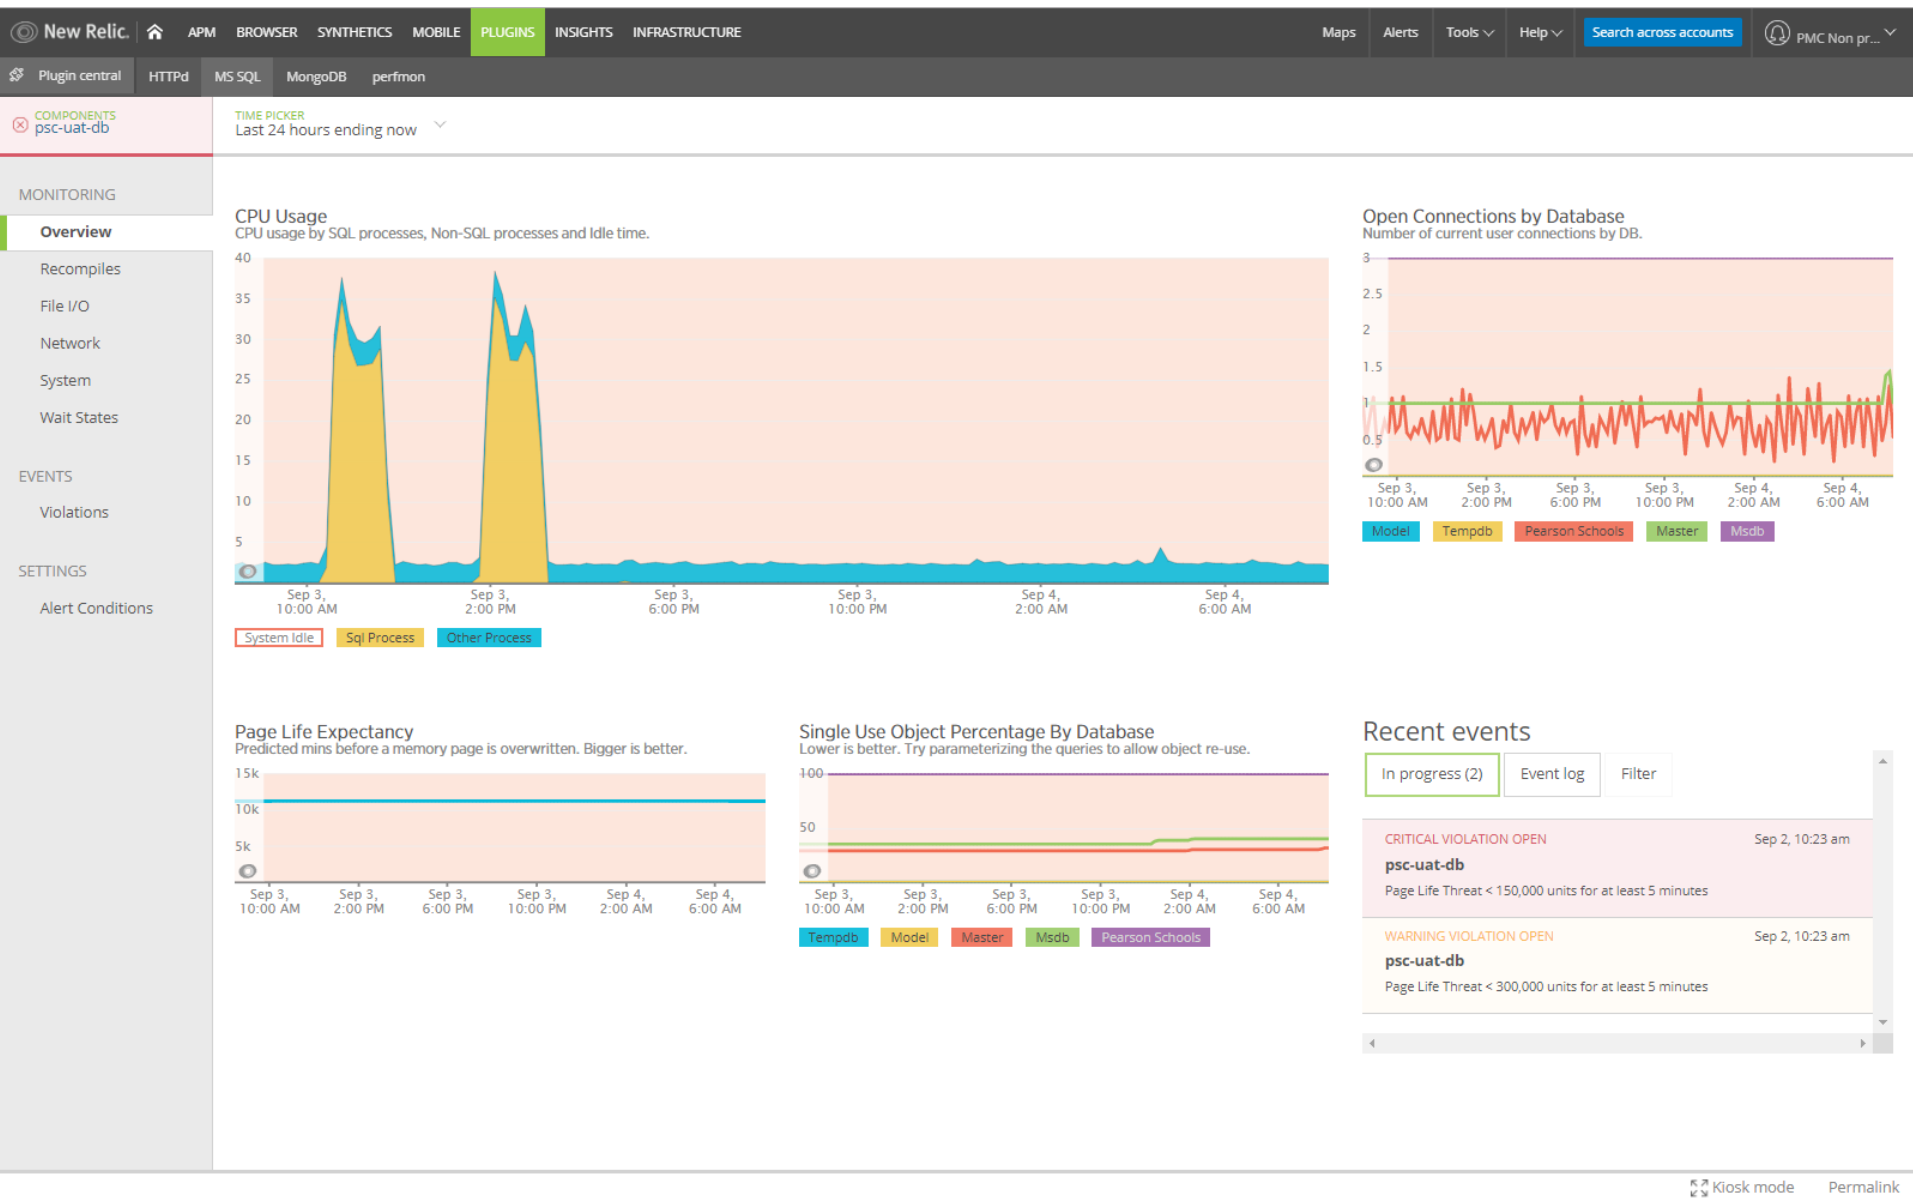 New Relic.
APM BROWSER SYNTHETICS MOBILE PLUGINS INSIGHTS INFRASTRUCTURE
Maps Alerts Tools Help Search across accounts PMC Non pr...
Plugin central HTTPd MS SQL MongoDB perfmon
COMPONENTS
psc-uat-db
TIME PICKER
Last 24 hours ending now
MONITORING
Overview
Recompiles
File I/O
Network
System
Wait States
EVENTS
Violations
SETTINGS
Alert Conditions
CPU Usage
CPU usage by SQL processes, Non-SQL processes and Idle time.
40
35
30
25
20
15
10
5
Sep 3, Sep 3, Sep 3, Sep 3, Sep 4, Sep 4,
10:00 AM 2:00 PM 6:00 PM 10:00 PM 2:00 AM 6:00 AM
System Idle Sql Process Other Process
Open Connections by Database
Number of current user connections by DB.
3
2.5
2
1.5
1
0.5
Sep 3, Sep 3, Sep 3, Sep 3, Sep 4, Sep 4,
10:00 AM 2:00 PM 6:00 PM 10:00 PM 2:00 AM 6:00 AM
Model Tempdb Pearson Schools Master Msdb
Page Life Expectancy
Predicted mins before a memory page is overwritten. Bigger is better.
15k
10k
5k
Sep 3, Sep 3, Sep 3, Sep 3, Sep 4, Sep 4,
10:00 AM 2:00 PM 6:00 PM 10:00 PM 2:00 AM 6:00 AM
Single Use Object Percentage By Database
Lower is better. Try parameterizing the queries to allow object re-use.
100
50
Sep 3, Sep 3, Sep 3, Sep 3, Sep 4, Sep 4,
10:00 AM 2:00 PM 6:00 PM 10:00 PM 2:00 AM 6:00 AM
Tempdb Model Master Msdb Pearson Schools
Recent events
In progress (2) Event log Filter
CRITICAL VIOLATION OPEN Sep 2, 10:23 am
psc-uat-db
Page Life Threat < 150,000 units for at least 5 minutes
WARNING VIOLATION OPEN Sep 2, 10:23 am
psc-uat-db
Page Life Threat < 300,000 units for at least 5 minutes
Kiosk mode Permalink